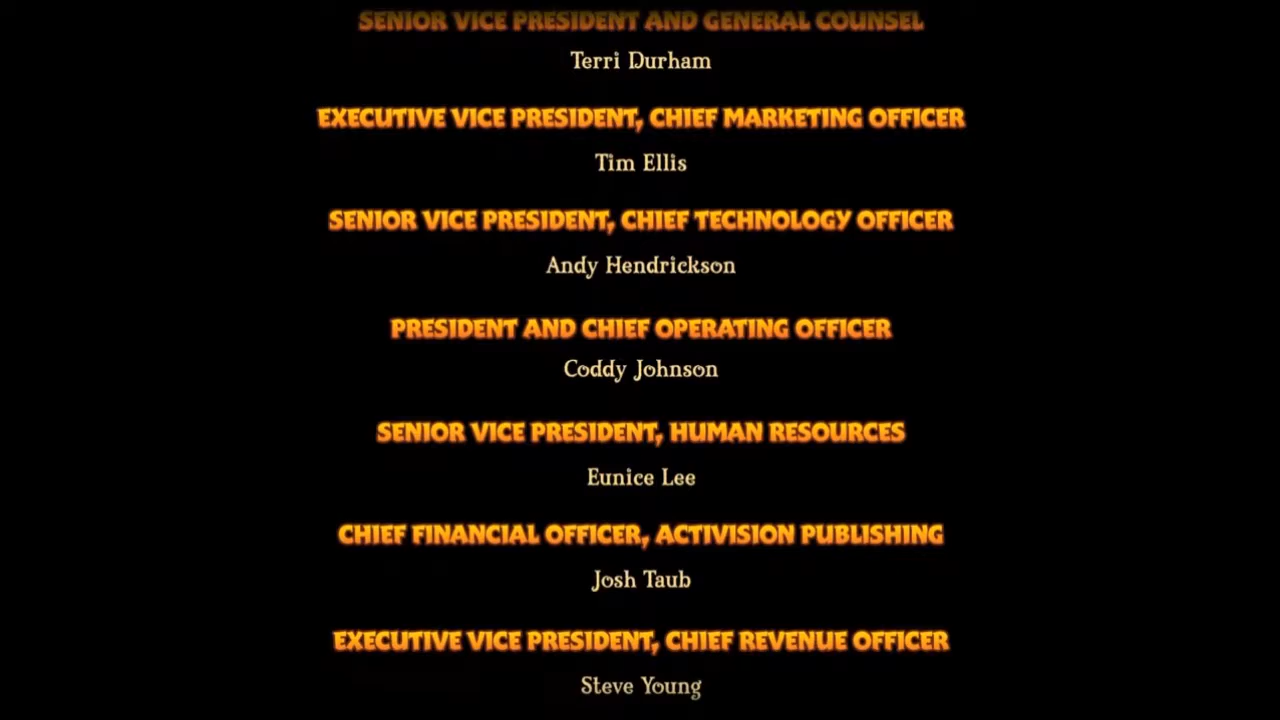 SENIOR VICE PRESIDENT AND GENERAL COUNSEL
Terri Durham
EXECUTIVE VICE PRESIDENT, CHIEF MARKETING OFFICER
Tim Ellis
SENIOR VICE PRESIDENT, CHIEF TECHNOLOGY OFFICER
Andy Hendrickson
PRESIDENT AND CHIEF OPERATING OFFICER
Coddy Johnson
SENIOR VICE PRESIDENT, HUMAN RESOURCES
Eunice Lee
CHIEF FINANCIAL OFFICER, ACTIVISION PUBLISHING
Josh Taub
EXECUTIVE VICE PRESIDENT, CHIEF REVENUE OFFICER
Steve Young